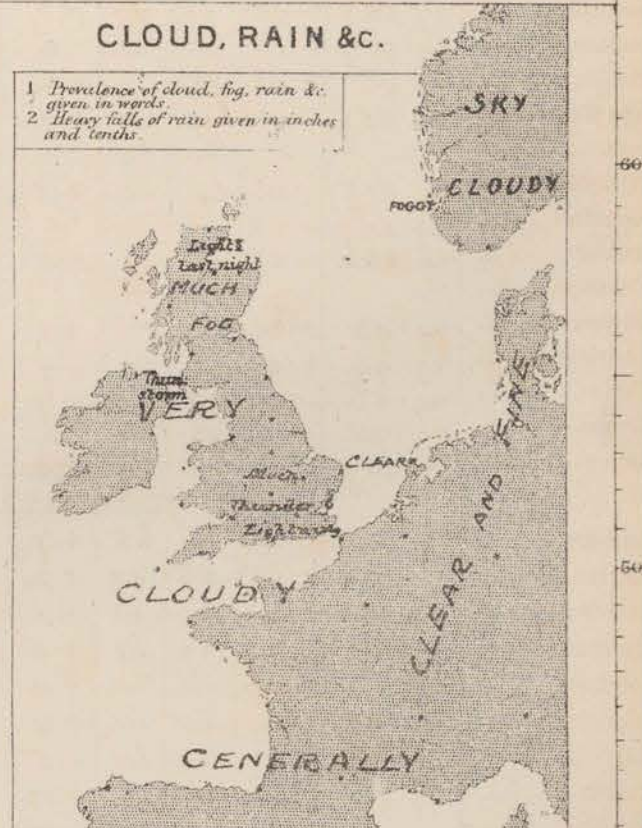 CLOUD, RAIN &c.
1 Prevalence of cloud, fog, rain &c.
given in words.
2 Heavy falls of rain given in inches
and tenths.
SKY
60
CLOUDY
FOGGY
Light g
last night
MUCH
FOG
Thun.
storm
VERY
FINE
CLEAR
Much
Thunder &
Lightning
AND
50
CLOUDY
CLEAR
GENERALLY